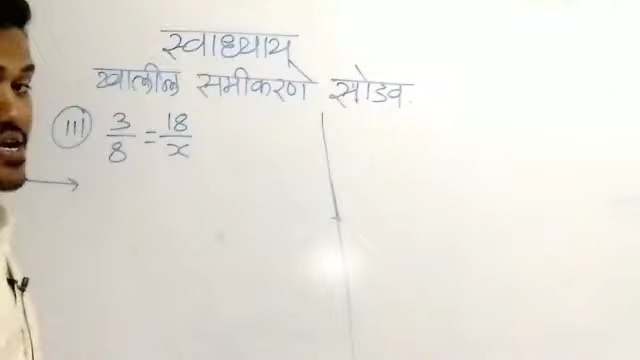 स्वाध्याय
खालील समीकरणे सोडव.
(III) 3/8 = 18/x